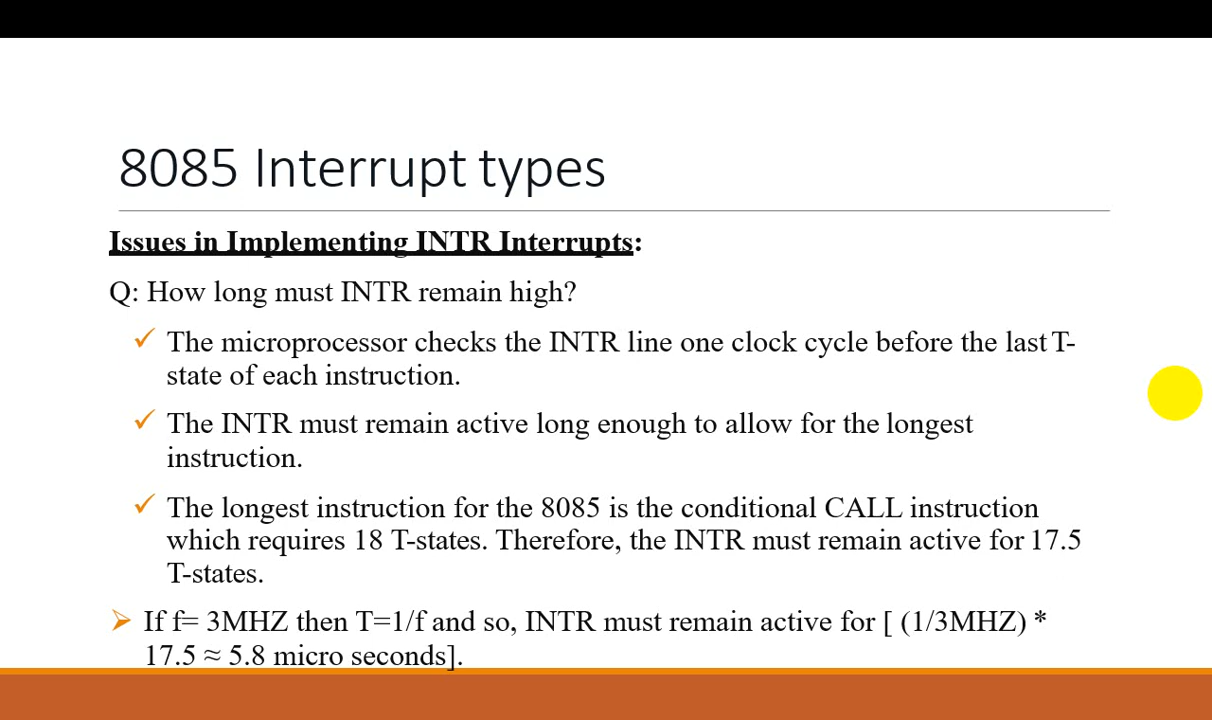 8085 Interrupt types
Issues in Implementing INTR Interrupts:
Q: How long must INTR remain high?
✓ The microprocessor checks the INTR line one clock cycle before the last T-
state of each instruction.
✓ The INTR must remain active long enough to allow for the longest
instruction.
✓ The longest instruction for the 8085 is the conditional CALL instruction
which requires 18 T-states. Therefore, the INTR must remain active for 17.5
T-states.
➢ If f= 3MHZ then T=1/f and so, INTR must remain active for [ (1/3MHZ) *
17.5 ≈ 5.8 micro seconds].